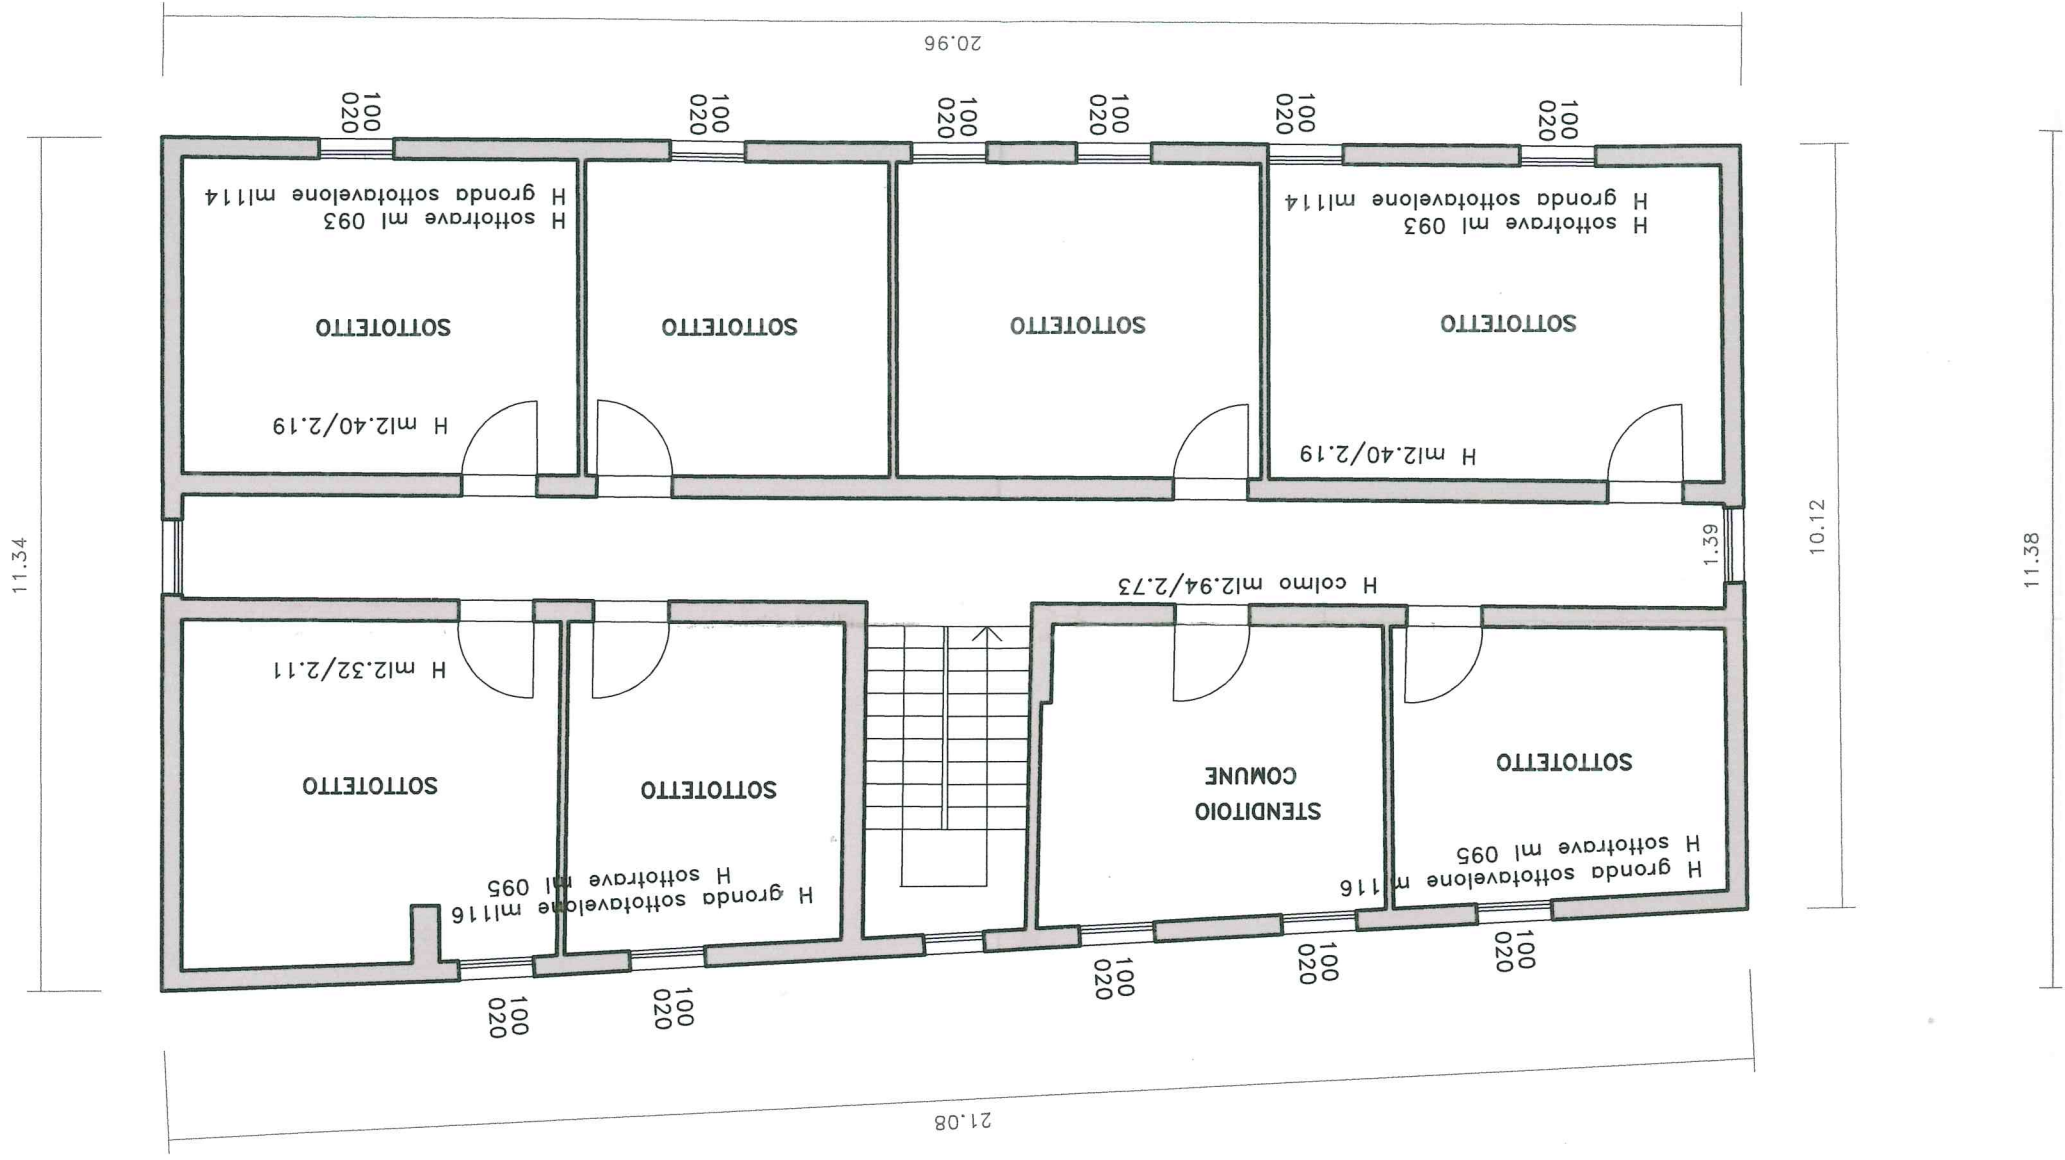 21.08
100
020
100
020
100
020
100
020
100
020
H gronda sottotavelone ml116
H sottotrave ml 095
H gronda sottotavelone ml116
H sottotrave ml 095
SOTTOTETTO
STENDITOIO
COMUNE
SOTTOTETTO
SOTTOTETTO
H ml2.32/2.11
H colmo ml2.94/2.73
1.39
10.12
11.38
11.34
H ml2.40/2.19
H ml2.40/2.19
SOTTOTETTO
SOTTOTETTO
SOTTOTETTO
SOTTOTETTO
H sottotrave ml 093
H gronda sottotavelone ml114
H sottotrave ml 093
H gronda sottotavelone ml114
100
020
100
020
100
020
100
020
100
020
100
020
20.96